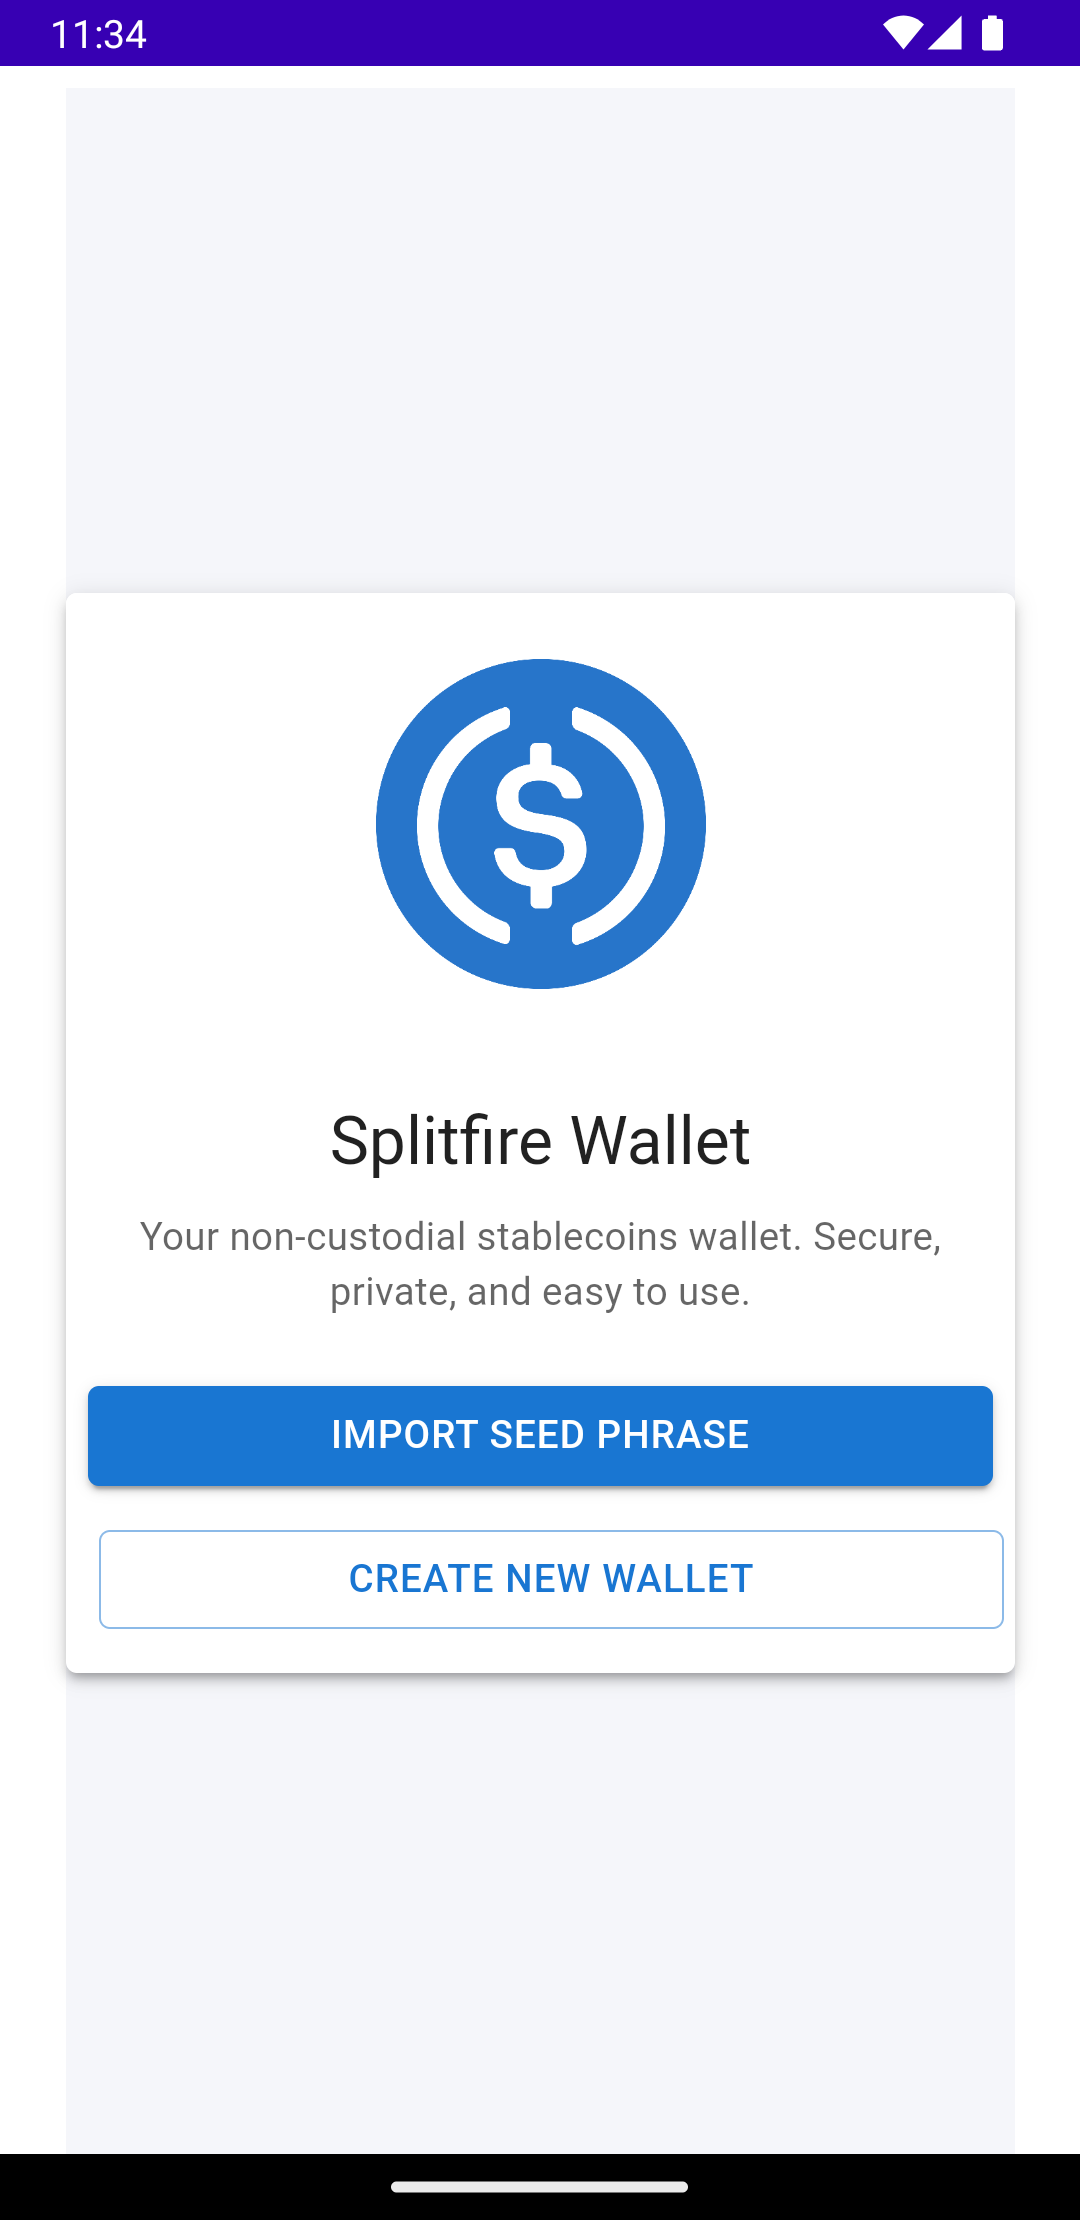 11:34
$
Splitfire Wallet
Your non-custodial stablecoins wallet. Secure,
private, and easy to use.
IMPORT SEED PHRASE
CREATE NEW WALLET